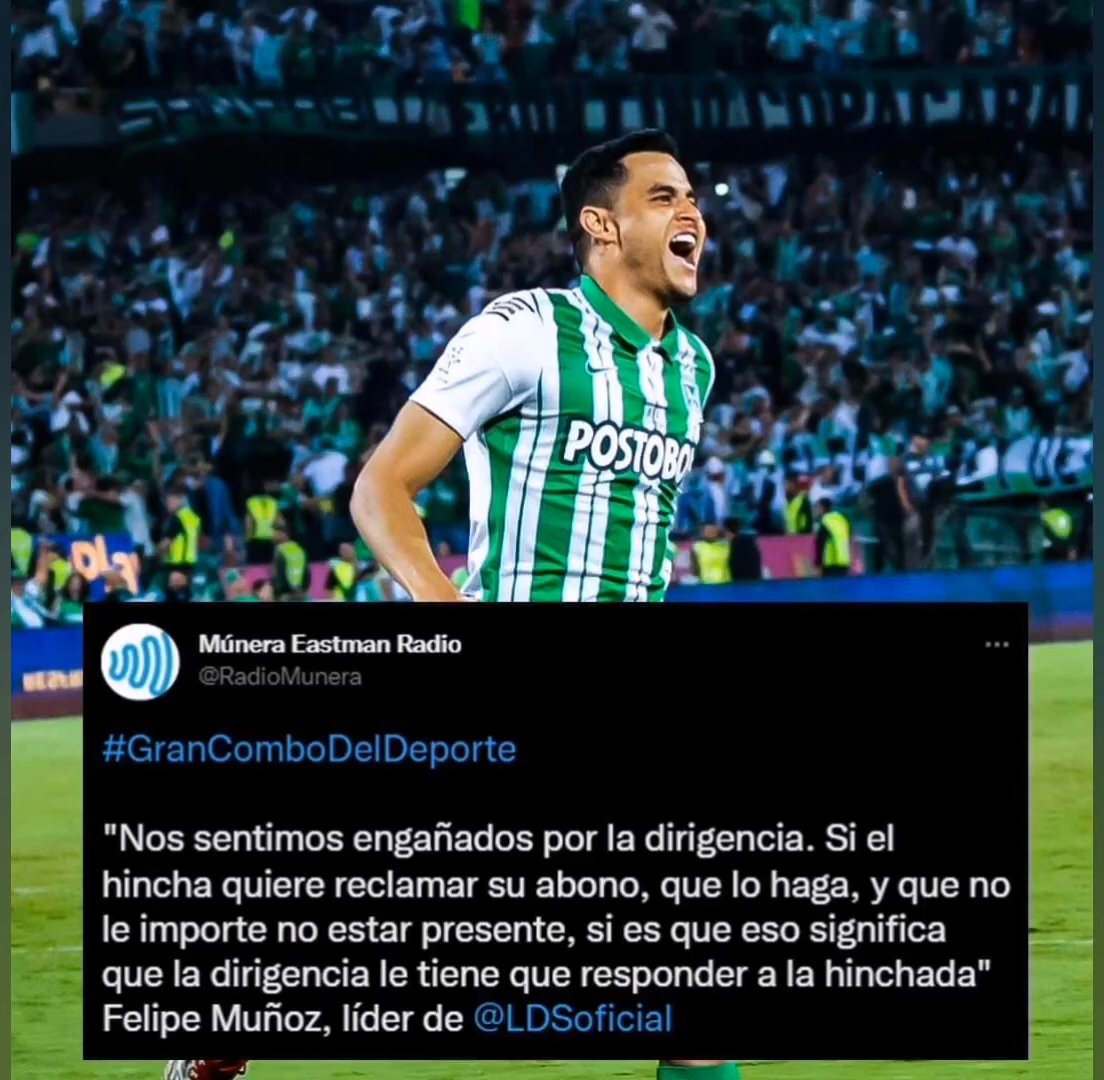 POSTOBÓ
Múnera Eastman Radio
@RadioMunera
#GranComboDelDeporte
"Nos sentimos engañados por la dirigencia. Si el
hincha quiere reclamar su abono, que lo haga, y que no
le importe no estar presente, si es que eso significa
que la dirigencia le tiene que responder a la hinchada"
Felipe Muñoz, líder de @LDSoficial